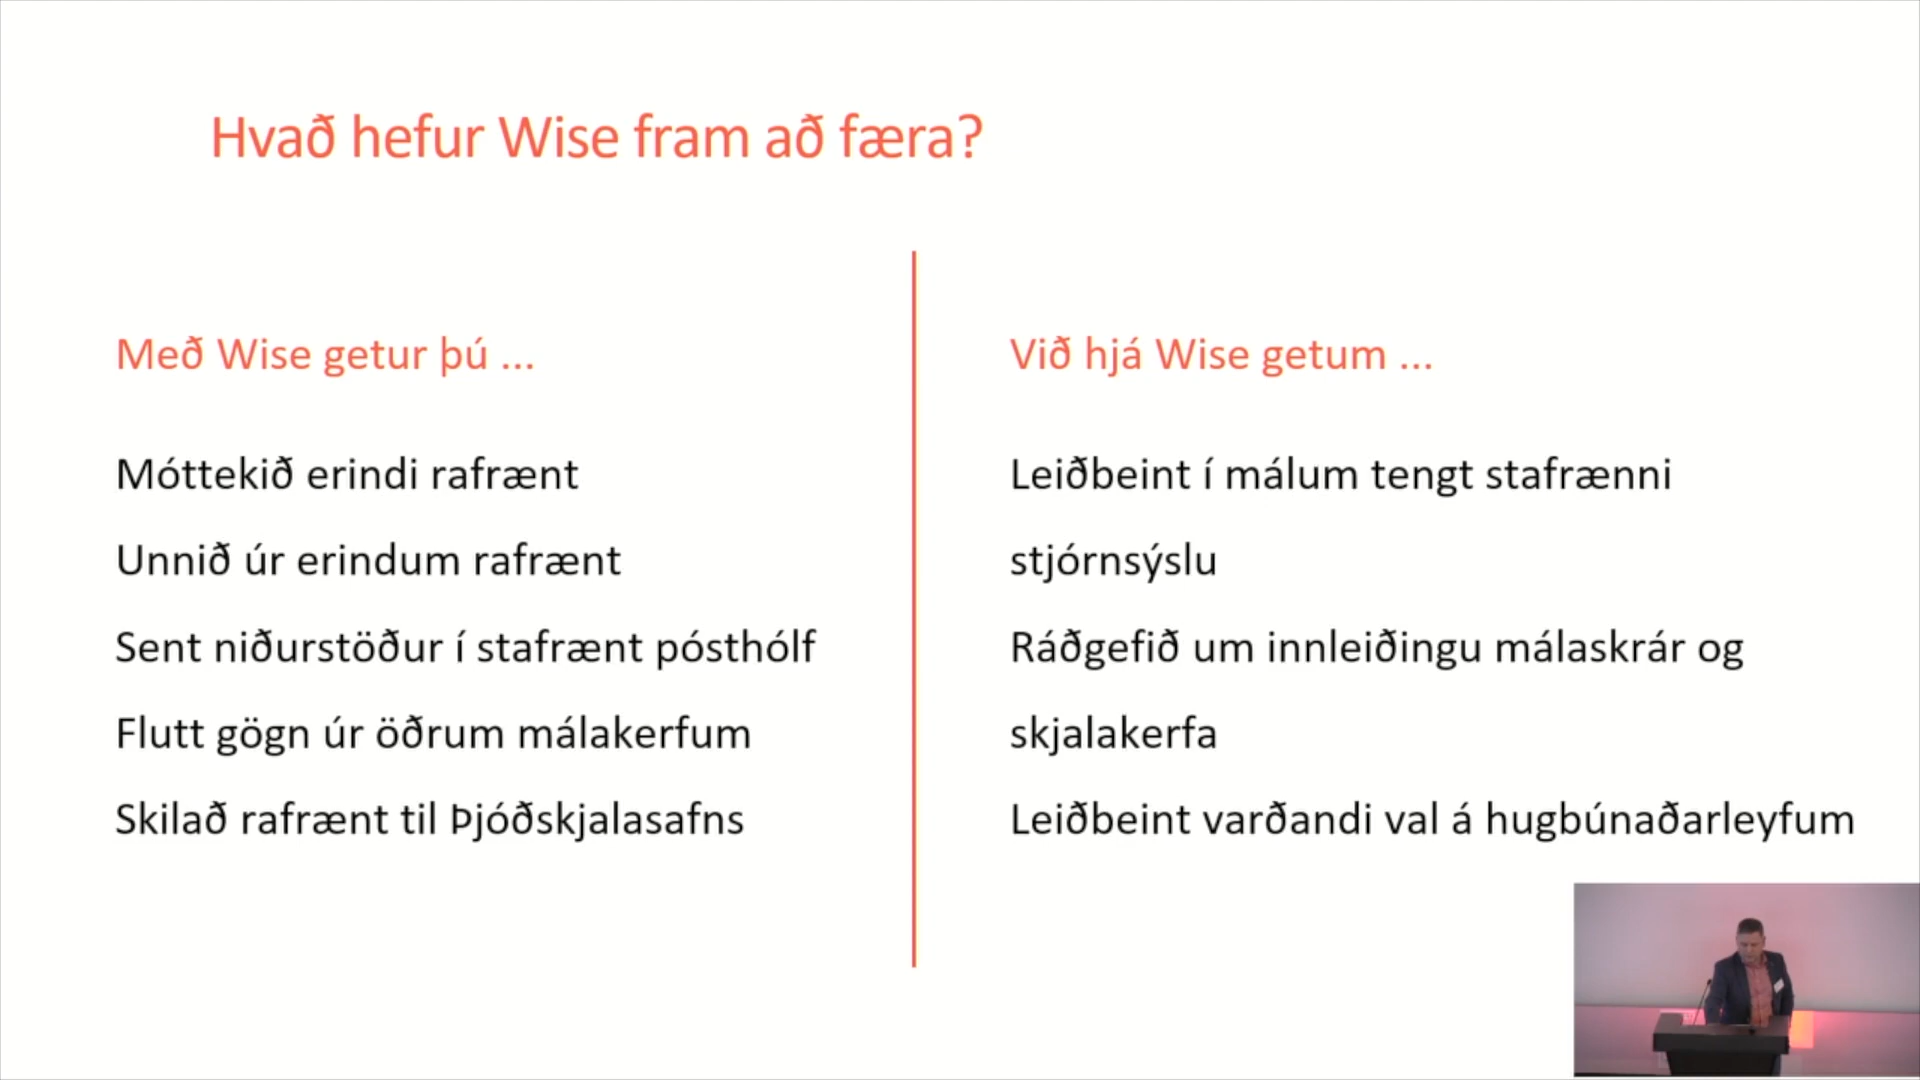 Hvað hefur Wise fram að færa?
Með Wise getur þú ...
Móttekið erindi rafrænt
Unnið úr erindum rafrænt
Sent niðurstöður í stafrænt pósthólf
Flutt gögn úr öðrum málakerfum
Skilað rafrænt til Þjóðskjalasafns
Við hjá Wise getum ...
Leiðbeint í málum tengt stafrænni
stjórnsýslu
Ráðgefið um innleiðingu málaskrár og
skjalakerfa
Leiðbeint varðandi val á hugbúnaðarleyfum